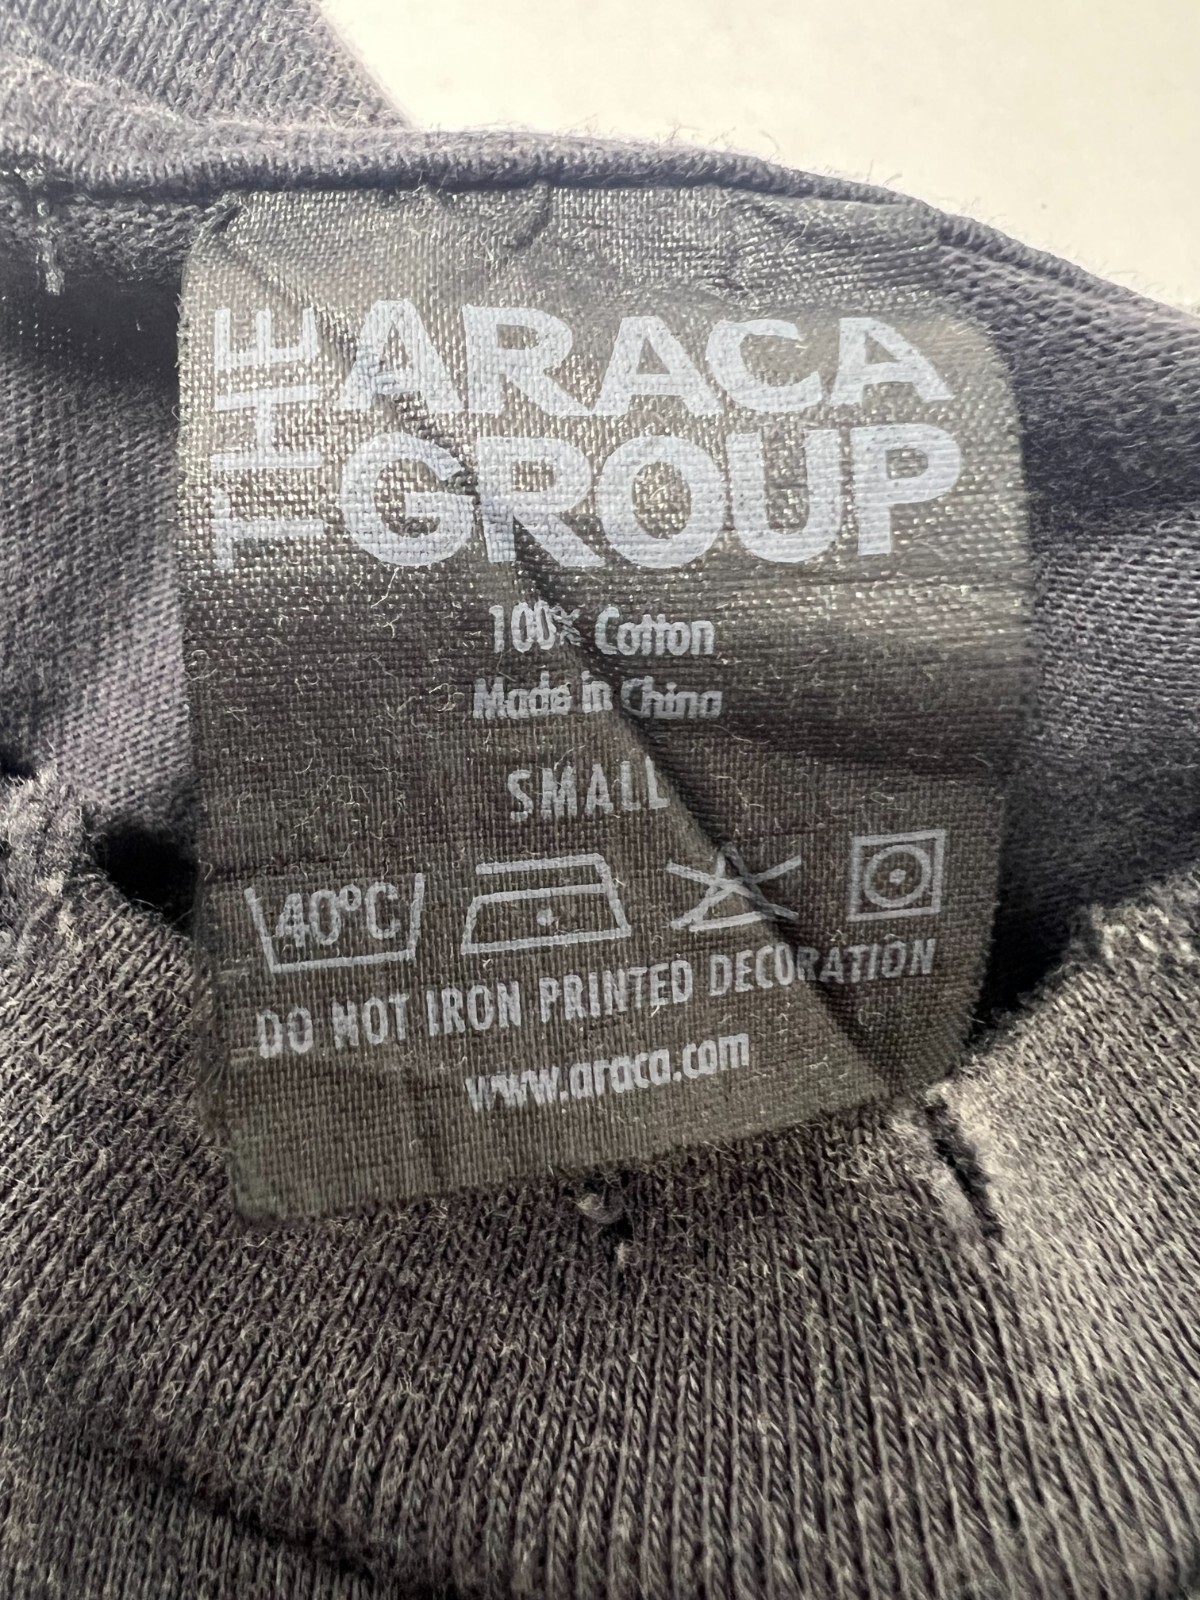 THE ARACA
GROUP
100% Cotton
Made in China
SMALL
40°C
DO NOT IRON PRINTED DECORATION
www.araca.com